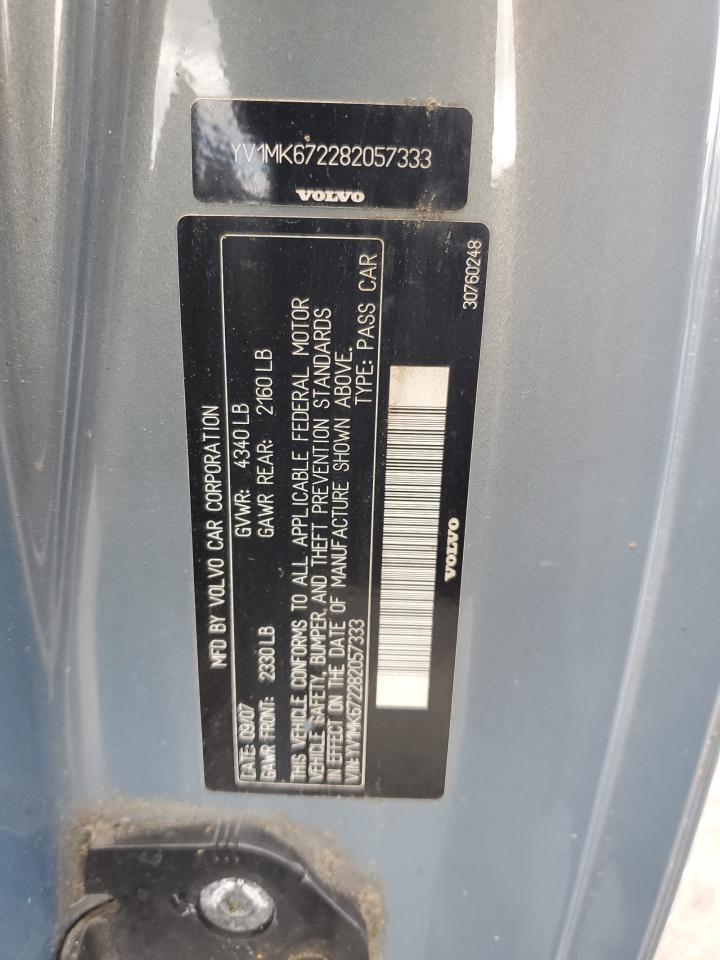 YV1MK672282057333
VOLVO
MFD BY VOLVO CAR CORPORATION
DATE: 09/07 GVWR: 4340 LB
GAWR FRONT: 2330 LB GAWR REAR: 2160 LB
THIS VEHICLE CONFORMS TO ALL APPLICABLE FEDERAL MOTOR
VEHICLE SAFETY, BUMPER, AND THEFT PREVENTION STANDARDS
IN EFFECT ON THE DATE OF MANUFACTURE SHOWN ABOVE.
VIN: YV1MK672282057333 TYPE: PASS CAR
VOLVO
30760248